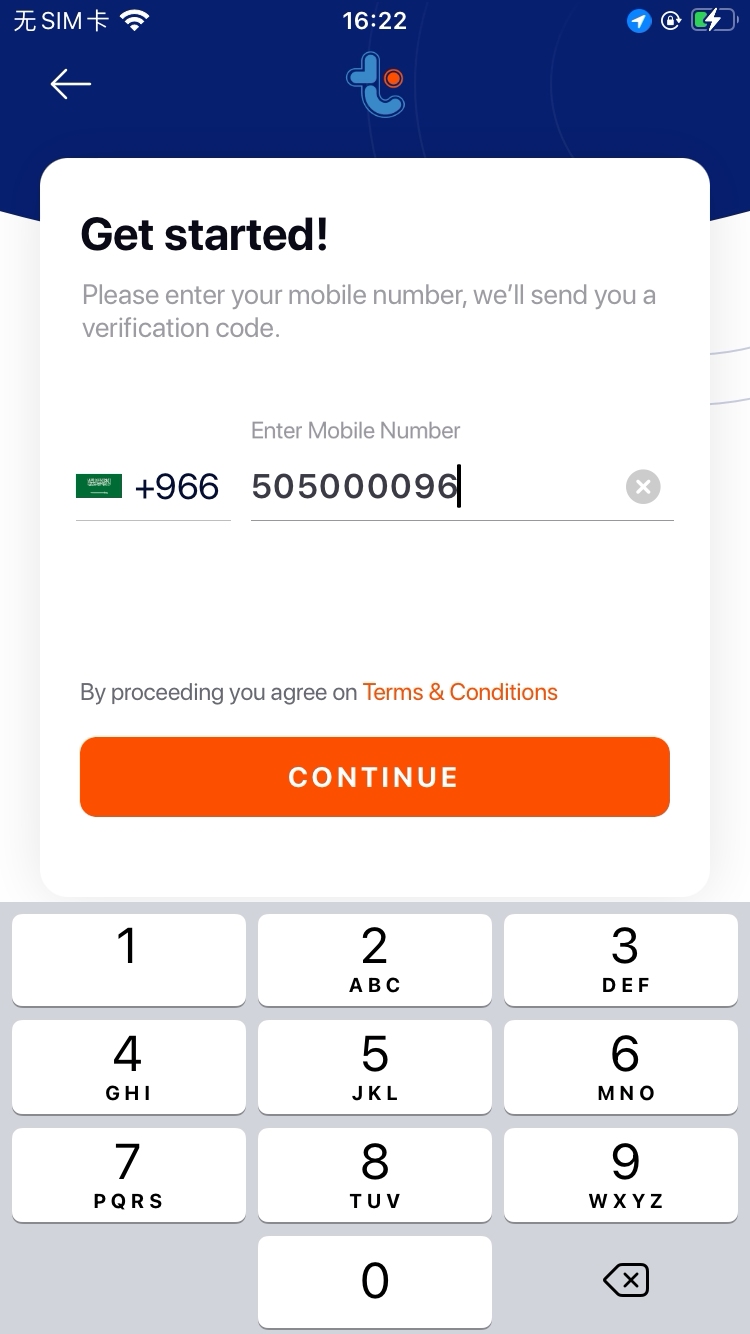 无 SIM 卡
16:22
Get started!
Please enter your mobile number, we’ll send you a
verification code.
Enter Mobile Number
+966
505000096
By proceeding you agree on Terms & Conditions
CONTINUE
1
2
ABC
3
DEF
4
GHI
5
JKL
6
MNO
7
PQRS
8
TUV
9
WXYZ
0